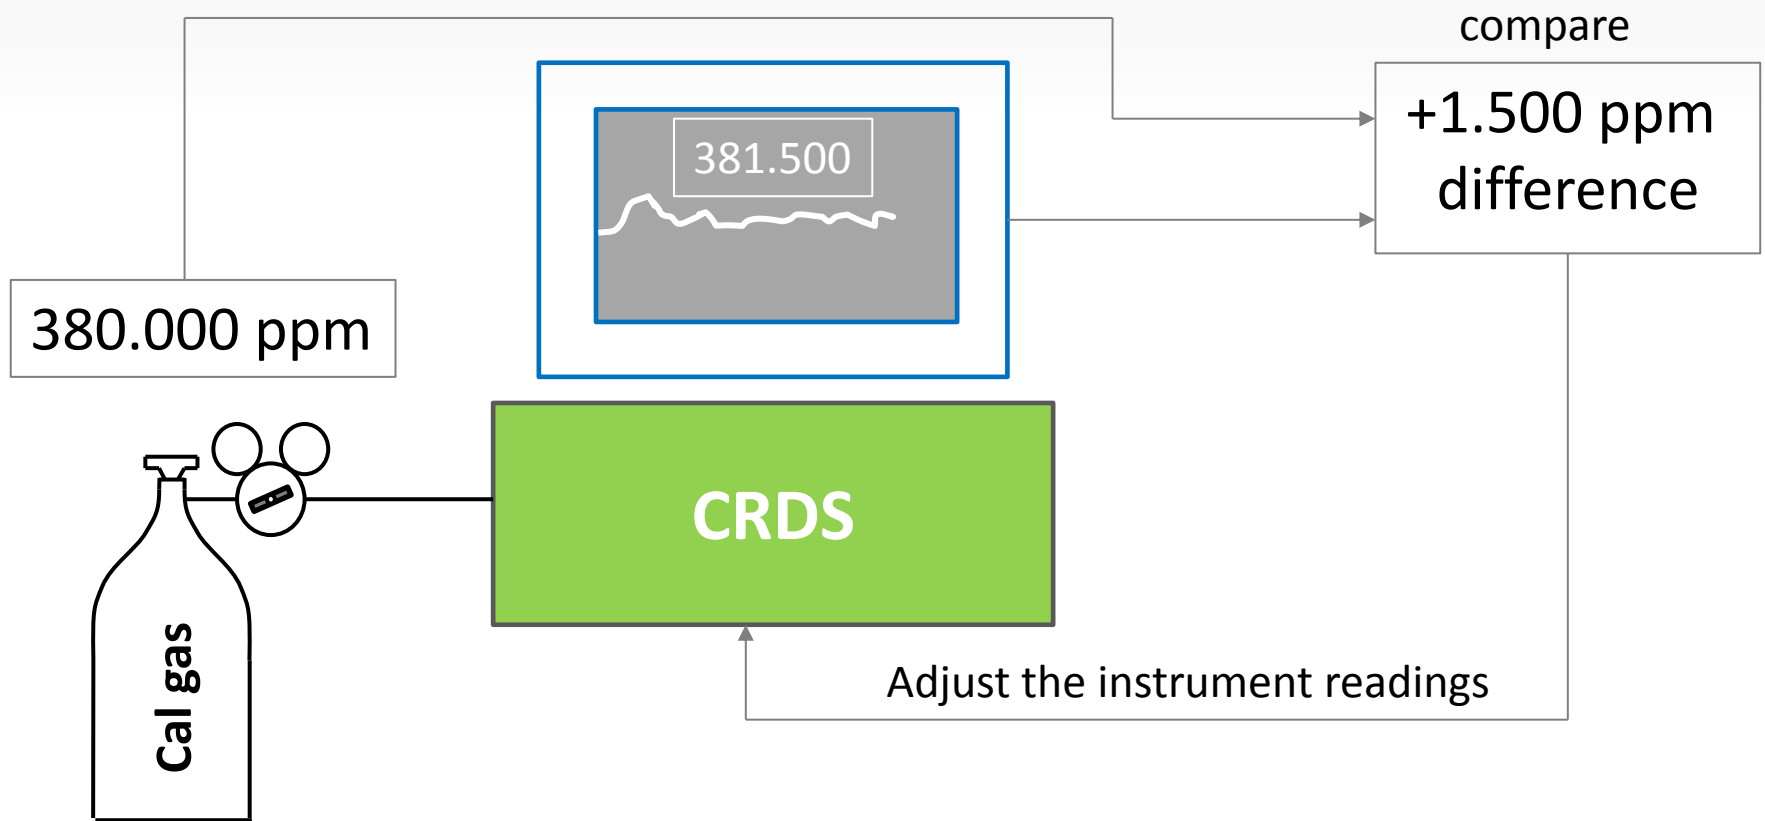 compare
+1.500 ppm
difference
381.500
380.000 ppm
CRDS
Cal gas
Adjust the instrument readings